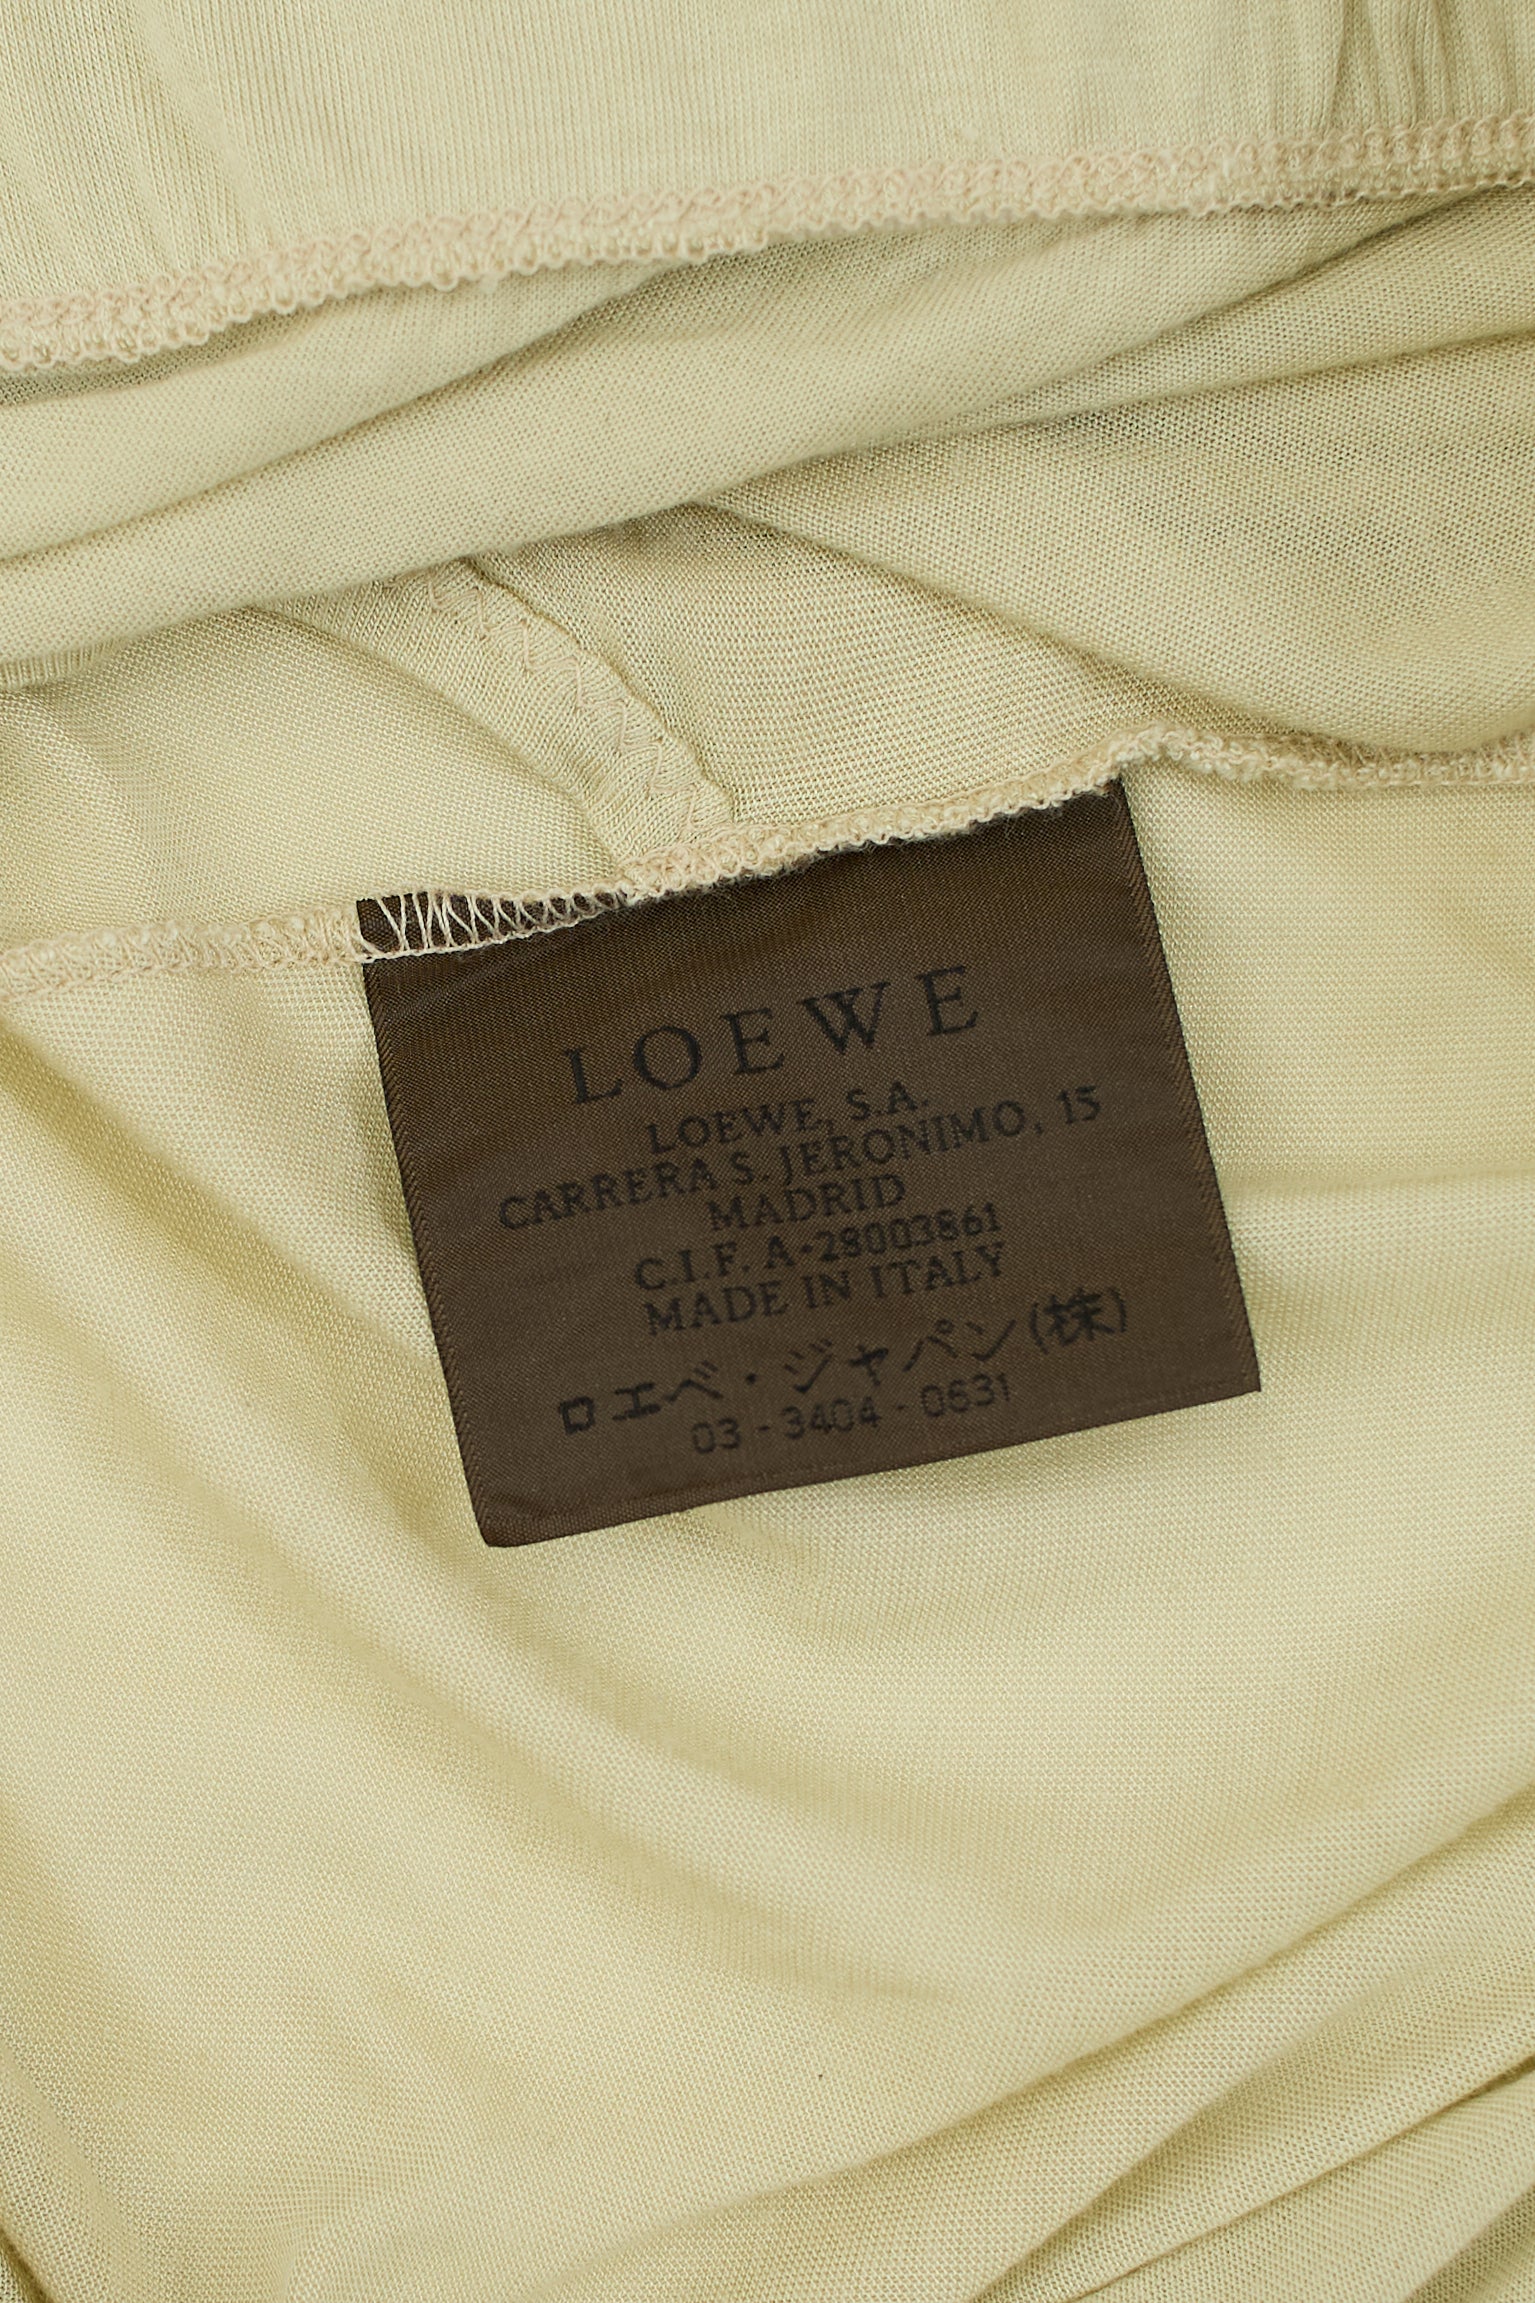 LOEWE
LOEWE, S.A.
CARRERA S. JERONIMO, 15
MADRID
C.I.F. A-28003861
MADE IN ITALY
ロエベ・ジャパン(株)
03-3404-0631